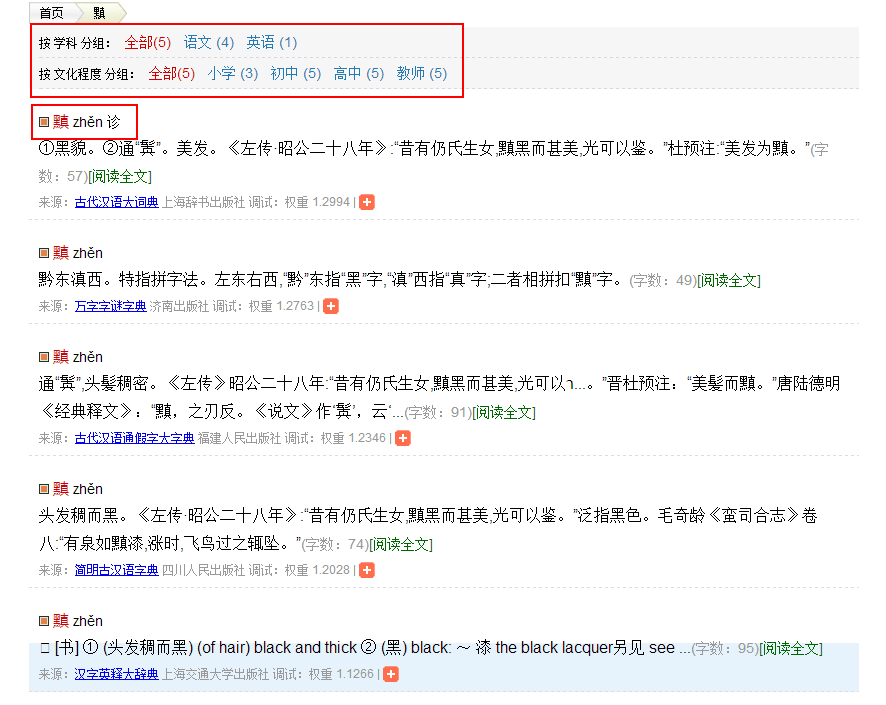 首页 黰
按 学科 分组： 全部(5) 语文 (4) 英语 (1)
按 文化程度 分组： 全部(5) 小学 (3) 初中 (5) 高中 (5) 教师 (5)
黰 zhěn 诊
①黑貌。②通“鬒”。美发。《左传·昭公二十八年》:“昔有仍氏生女,黰黑而甚美,光可以鉴。”杜预注:“美发为黰。”(字
数：57)[阅读全文]
来源：古代汉语大词典 上海辞书出版社 调试：权重 1.2994 |
黰 zhěn
黔东滇西。特指拼字法。左东右西,“黔”东指“黑”字,“滇”西指“真”字;二者相拼扣“黰”字。(字数：49)[阅读全文]
来源：万字字谜字典 济南出版社 调试：权重 1.2763 |
黰 zhěn
通“鬒”,头髮稠密。《左传》昭公二十八年:“昔有仍氏生女,黰黑而甚美,光可以ר...。”晋杜预注：“美髮而黰。”唐陆德明
《经典释文》：“黰，之刃反。《说文》作‘鬒’，云‘...(字数：91)[阅读全文]
来源：古代汉语通假字大字典 福建人民出版社 调试：权重 1.2346 |
黰 zhěn
头发稠而黑。《左传·昭公二十八年》:“昔有仍氏生女,黰黑而甚美,光可以鉴。”泛指黑色。毛奇龄《蛮司合志》卷
八:“有泉如黰漆,涨时,飞鸟过之辄坠。”(字数：74)[阅读全文]
来源：简明古汉语字典 四川人民出版社 调试：权重 1.2028 |
黰 zhěn
[书] ① (头发稠而黑) (of hair) black and thick ② (黑) black: ～ 漆 the black lacquer另见 see ...(字数：95)[阅读全文]
来源：汉字英释大辞典 上海交通大学出版社 调试：权重 1.1266 |